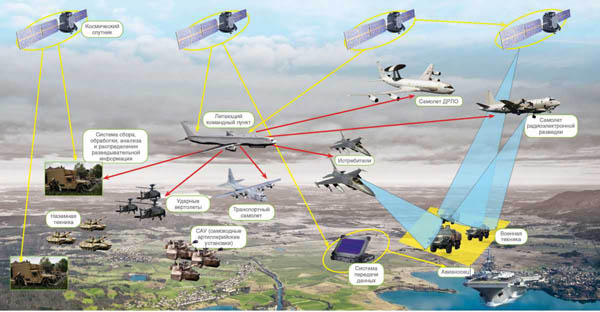 Космический
спутник
Самолет ДРЛО
Летающий
командный пункт
Самолет
радиоэлектронной
разведки
Система сбора,
обработки, анализа
и распределения
разведывательной
информации
Истребители
Ударные
вертолеты
Транспортный
самолет
Наземная
техника
САУ (самоходные
артиллерийские
установки)
Военная
техника
Система
передачи
данных
Авианосец